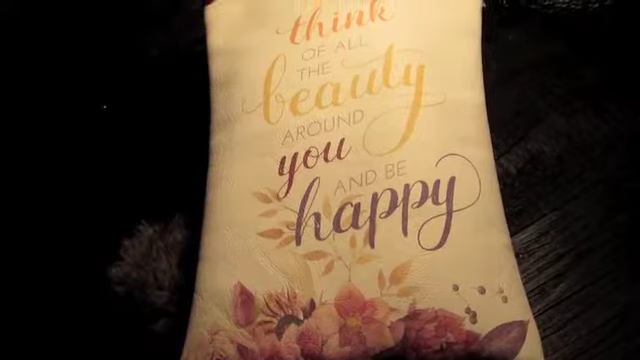 think
OF ALL
THE
beauty
AROUND
you
AND BE
happy